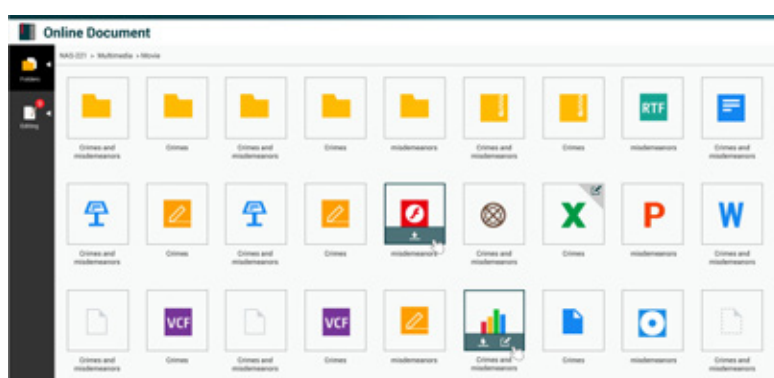 Online Document
NAS-221 > Multimedia > Movie
Folders
Editing
RTF
Crimes and
misdemeanors
Crimes
Crimes and
misdemeanors
Crimes
misdemeanors
Crimes and
misdemeanors
Crimes
misdemeanors
Crimes and
misdemeanors
X
P
W
Crimes and
misdemeanors
Crimes
Crimes and
misdemeanors
Crimes
misdemeanors
Crimes and
misdemeanors
Crimes
misdemeanors
Crimes and
misdemeanors
VCF
VCF
Crimes and
misdemeanors
Crimes
Crimes and
misdemeanors
Crimes
misdemeanors
Crimes and
misdemeanors
Crimes
misdemeanors
Crimes and
misdemeanors